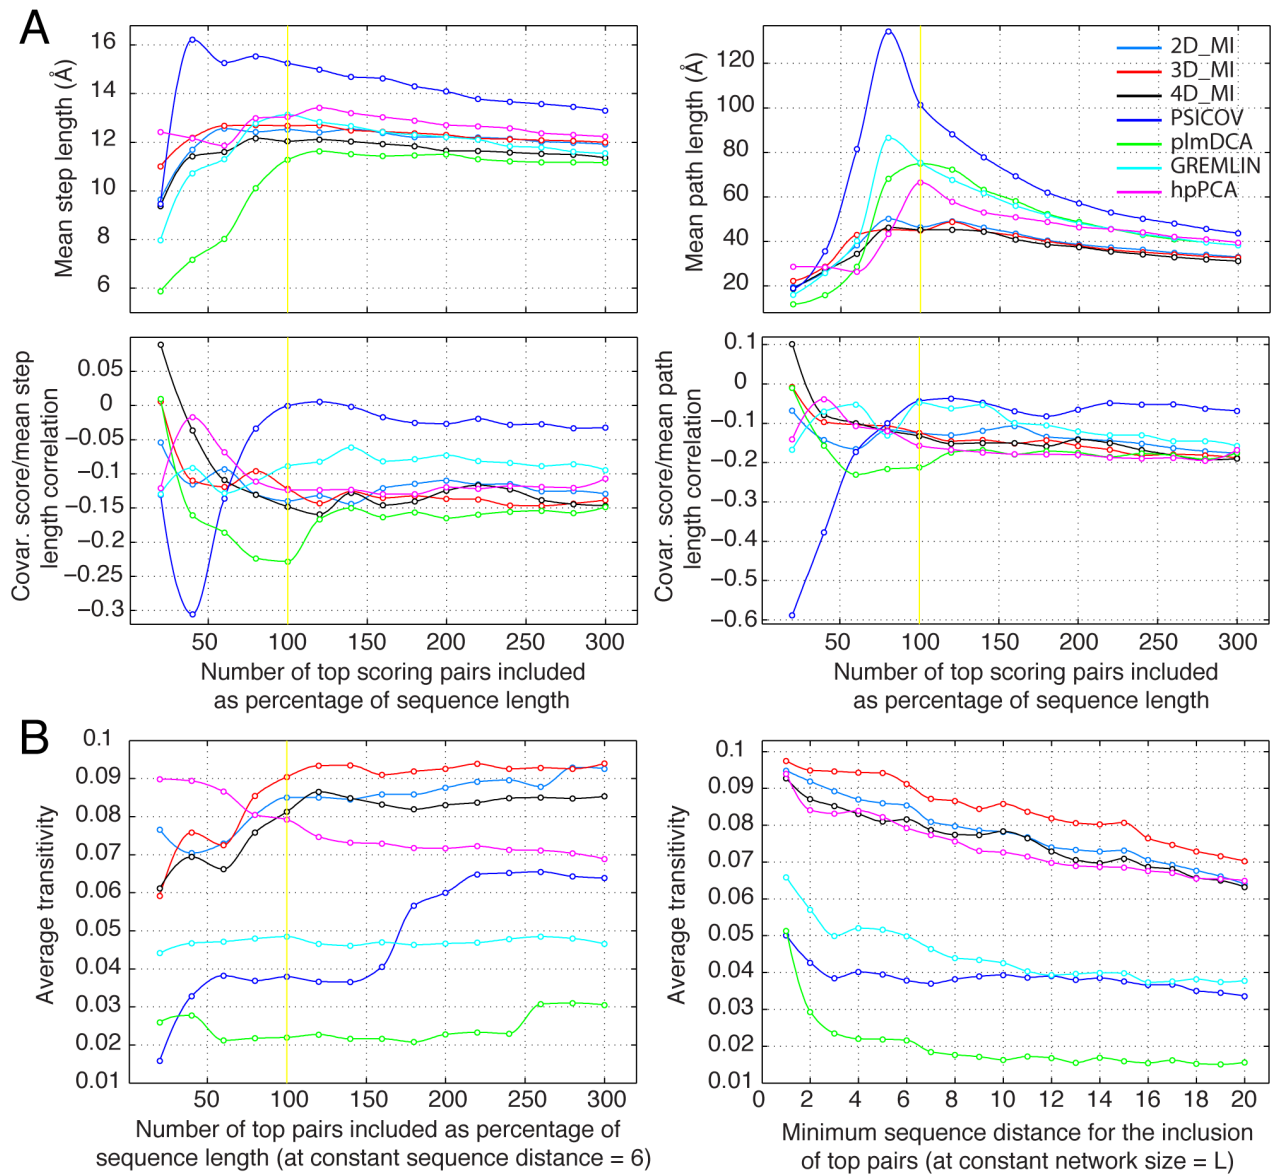 A
Mean step length (Å)
16
14
12
10
8
6
Mean path length (Å)
120
100
80
60
40
20
2D_MI
3D_MI
4D_MI
PSICOV
plmDCA
GREMLIN
hpPCA
Covar. score/mean step
length correlation
0.05
0
−0.05
−0.1
−0.15
−0.2
−0.25
−0.3
50 100 150 200 250 300
Number of top scoring pairs included
as percentage of sequence length
Covar. score/mean path
length correlation
0.1
0
−0.1
−0.2
−0.3
−0.4
−0.5
−0.6
50 100 150 200 250 300
Number of top scoring pairs included
as percentage of sequence length
B
Average transitivity
0.1
0.09
0.08
0.07
0.06
0.05
0.04
0.03
0.02
0.01
50 100 150 200 250 300
Number of top pairs included as percentage of
sequence length (at constant sequence distance = 6)
Average transitivity
0.1
0.09
0.08
0.07
0.06
0.05
0.04
0.03
0.02
0.01
0 2 4 6 8 10 12 14 16 18 20
Minimum sequence distance for the inclusion
of top pairs (at constant network size = L)